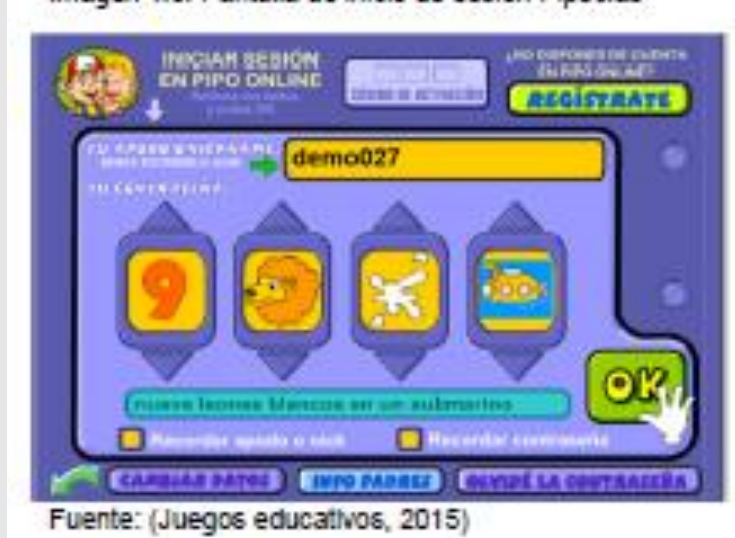 INICIAR SESIÓN
EN PIPO ONLINE
¿NO DISPONES DE CUENTA
EN PIPO ONLINE?
REGÍSTRATE
demo027
TU CONTRASEÑA:
9
nueve leones blancos en un submarino
OK
Recordar apodo o nick
Recordar contraseña
CAMBIAR DATOS
INFO PADRES
OLVIDÉ LA CONTRASEÑA
Fuente: (Juegos educativos, 2015)